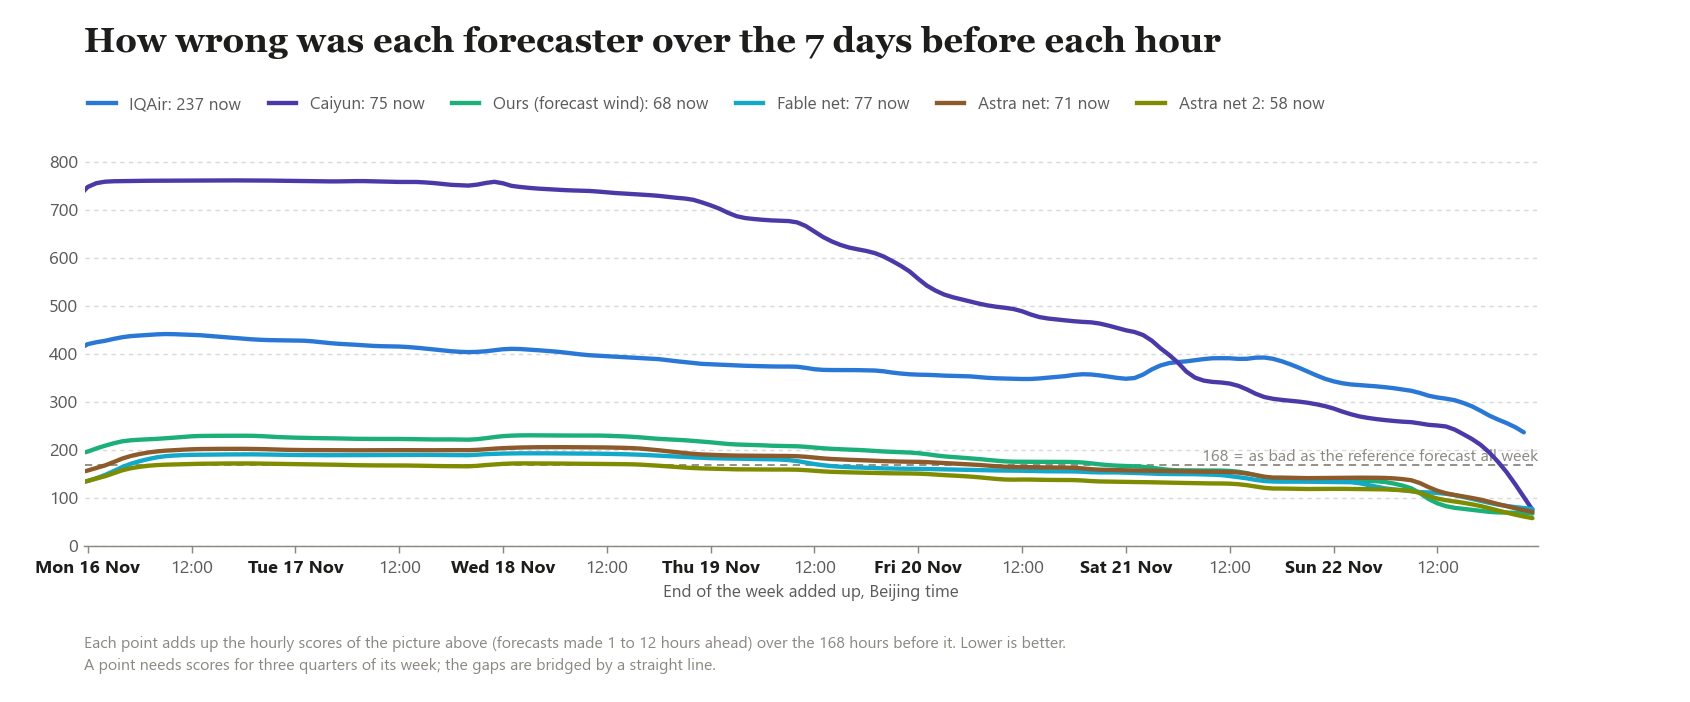 How wrong was each forecaster over the 7 days before each hour
IQAir: 237 now Caiyun: 75 now Ours (forecast wind): 68 now Fable net: 77 now Astra net: 71 now Astra net 2: 58 now
800
700
600
500
400
300
200
168 = as bad as the reference forecast all week
100
0
Mon 16 Nov 12:00 Tue 17 Nov 12:00 Wed 18 Nov 12:00 Thu 19 Nov 12:00 Fri 20 Nov 12:00 Sat 21 Nov 12:00 Sun 22 Nov 12:00
End of the week added up, Beijing time
Each point adds up the hourly scores of the picture above (forecasts made 1 to 12 hours ahead) over the 168 hours before it. Lower is better.
A point needs scores for three quarters of its week; the gaps are bridged by a straight line.